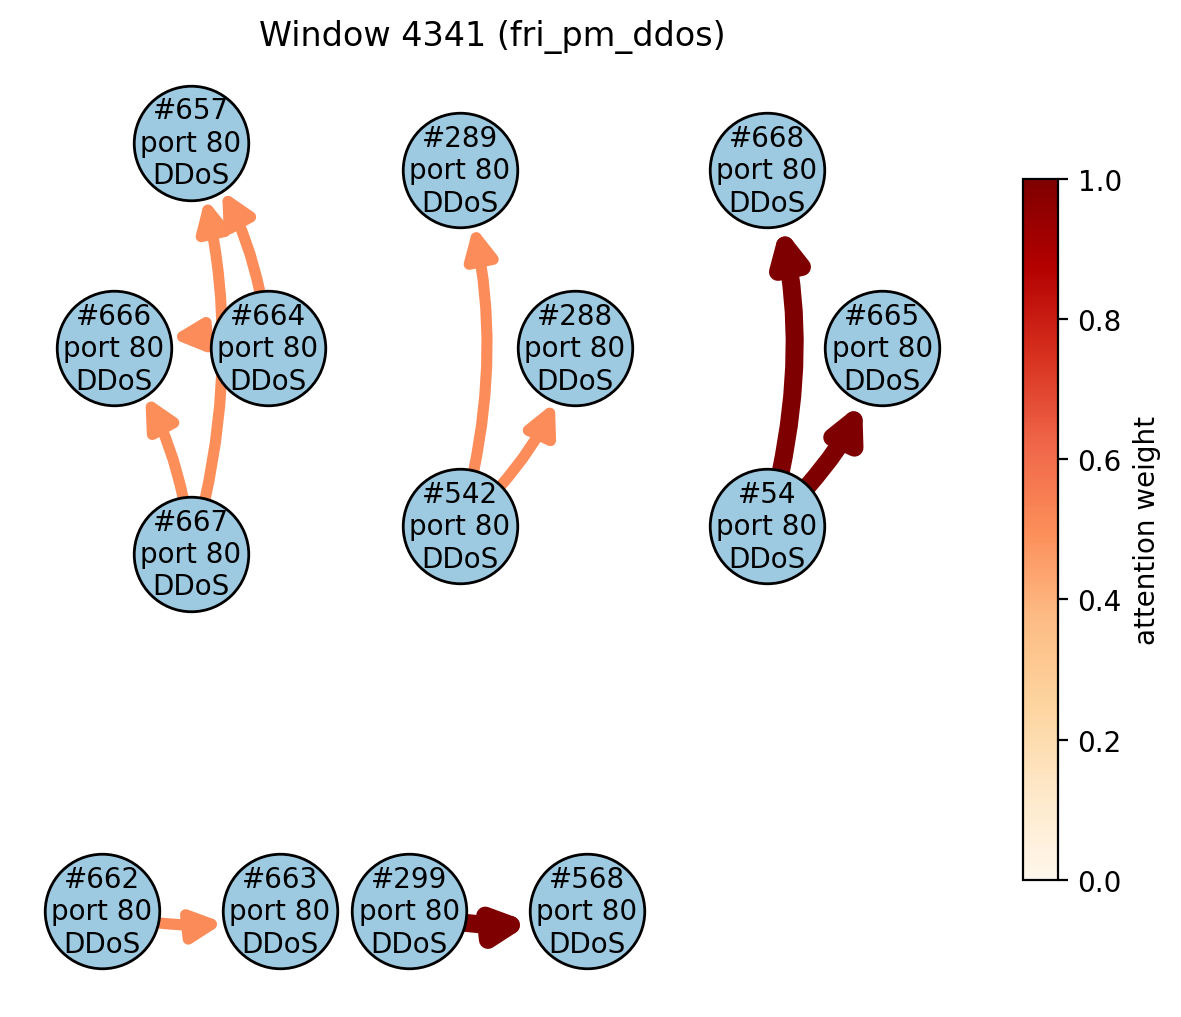 Window 4341 (fri_pm_ddos)
#657
port 80
DDoS
#289
port 80
DDoS
#668
port 80
DDoS
#666
port 80
DDoS
#664
port 80
DDoS
#288
port 80
DDoS
#665
port 80
DDoS
#667
port 80
DDoS
#542
port 80
DDoS
#54
port 80
DDoS
#662
port 80
DDoS
#663
port 80
DDoS
#299
port 80
DDoS
#568
port 80
DDoS
1.0
0.8
0.6
0.4
0.2
0.0
attention weight